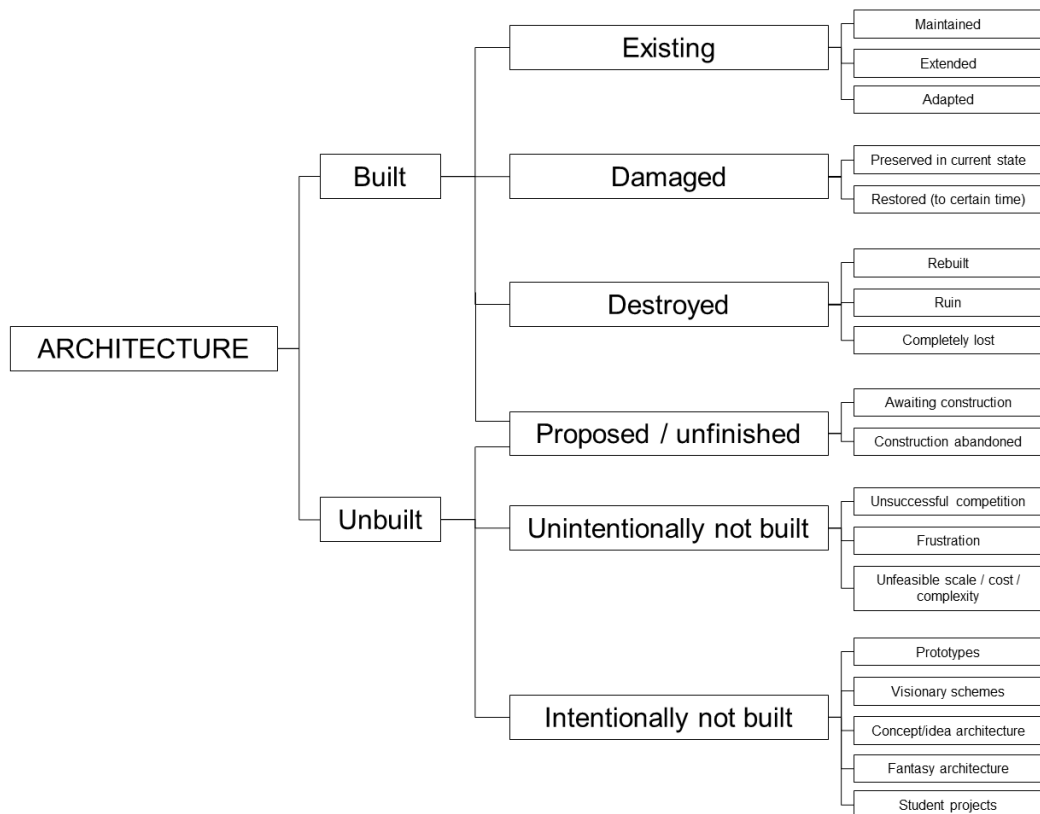 Maintained
Existing
Extended
Adapted
Built
Damaged
Preserved in current state
Restored (to certain time)
Rebuilt
Destroyed
Ruin
Completely lost
ARCHITECTURE
Awaiting construction
Proposed / unfinished
Construction abandoned
Unbuilt
Unintentionally not built
Unsuccessful competition
Frustration
Unfeasible scale / cost /
complexity
Prototypes
Visionary schemes
Intentionally not built
Concept/idea architecture
Fantasy architecture
Student projects